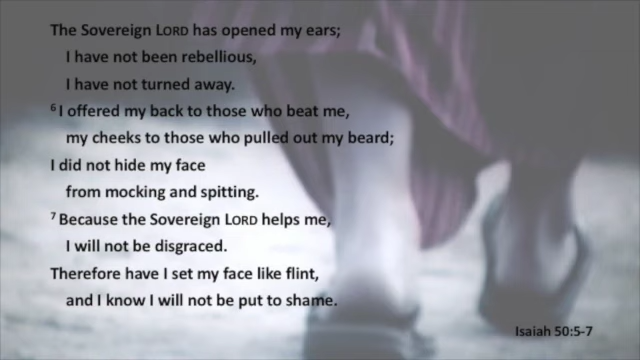 The Sovereign LORD has opened my ears;
I have not been rebellious,
I have not turned away.
6 I offered my back to those who beat me,
my cheeks to those who pulled out my beard;
I did not hide my face
from mocking and spitting.
7 Because the Sovereign LORD helps me,
I will not be disgraced.
Therefore have I set my face like flint,
and I know I will not be put to shame.
Isaiah 50:5-7